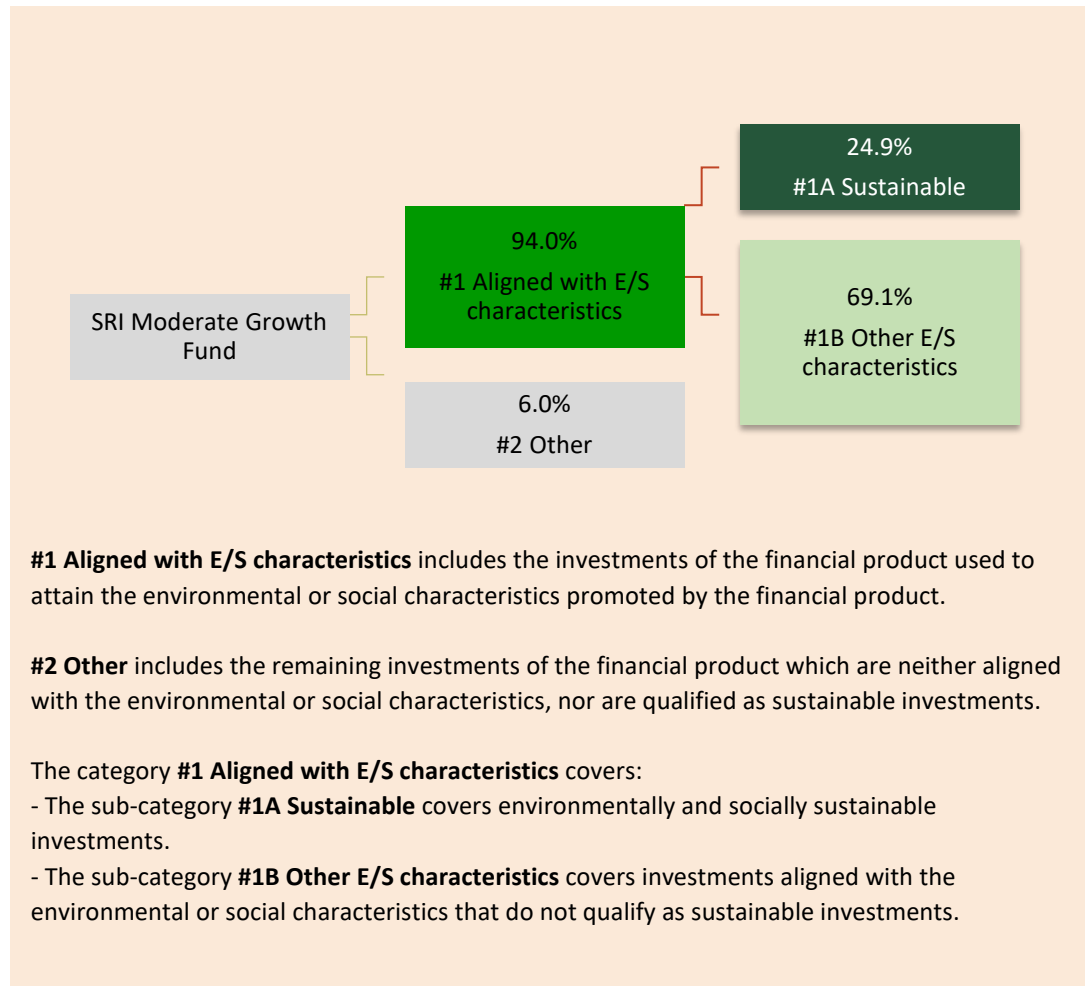 24.9%
#1A Sustainable
94.0%
#1 Aligned with E/S
characteristics
69.1%
#1B Other E/S
characteristics
SRI Moderate Growth
Fund
6.0%
#2 Other
#1 Aligned with E/S characteristics includes the investments of the financial product used to
attain the environmental or social characteristics promoted by the financial product.
#2 Other includes the remaining investments of the financial product which are neither aligned
with the environmental or social characteristics, nor are qualified as sustainable investments.
The category #1 Aligned with E/S characteristics covers:
- The sub-category #1A Sustainable covers environmentally and socially sustainable
investments.
- The sub-category #1B Other E/S characteristics covers investments aligned with the
environmental or social characteristics that do not qualify as sustainable investments.